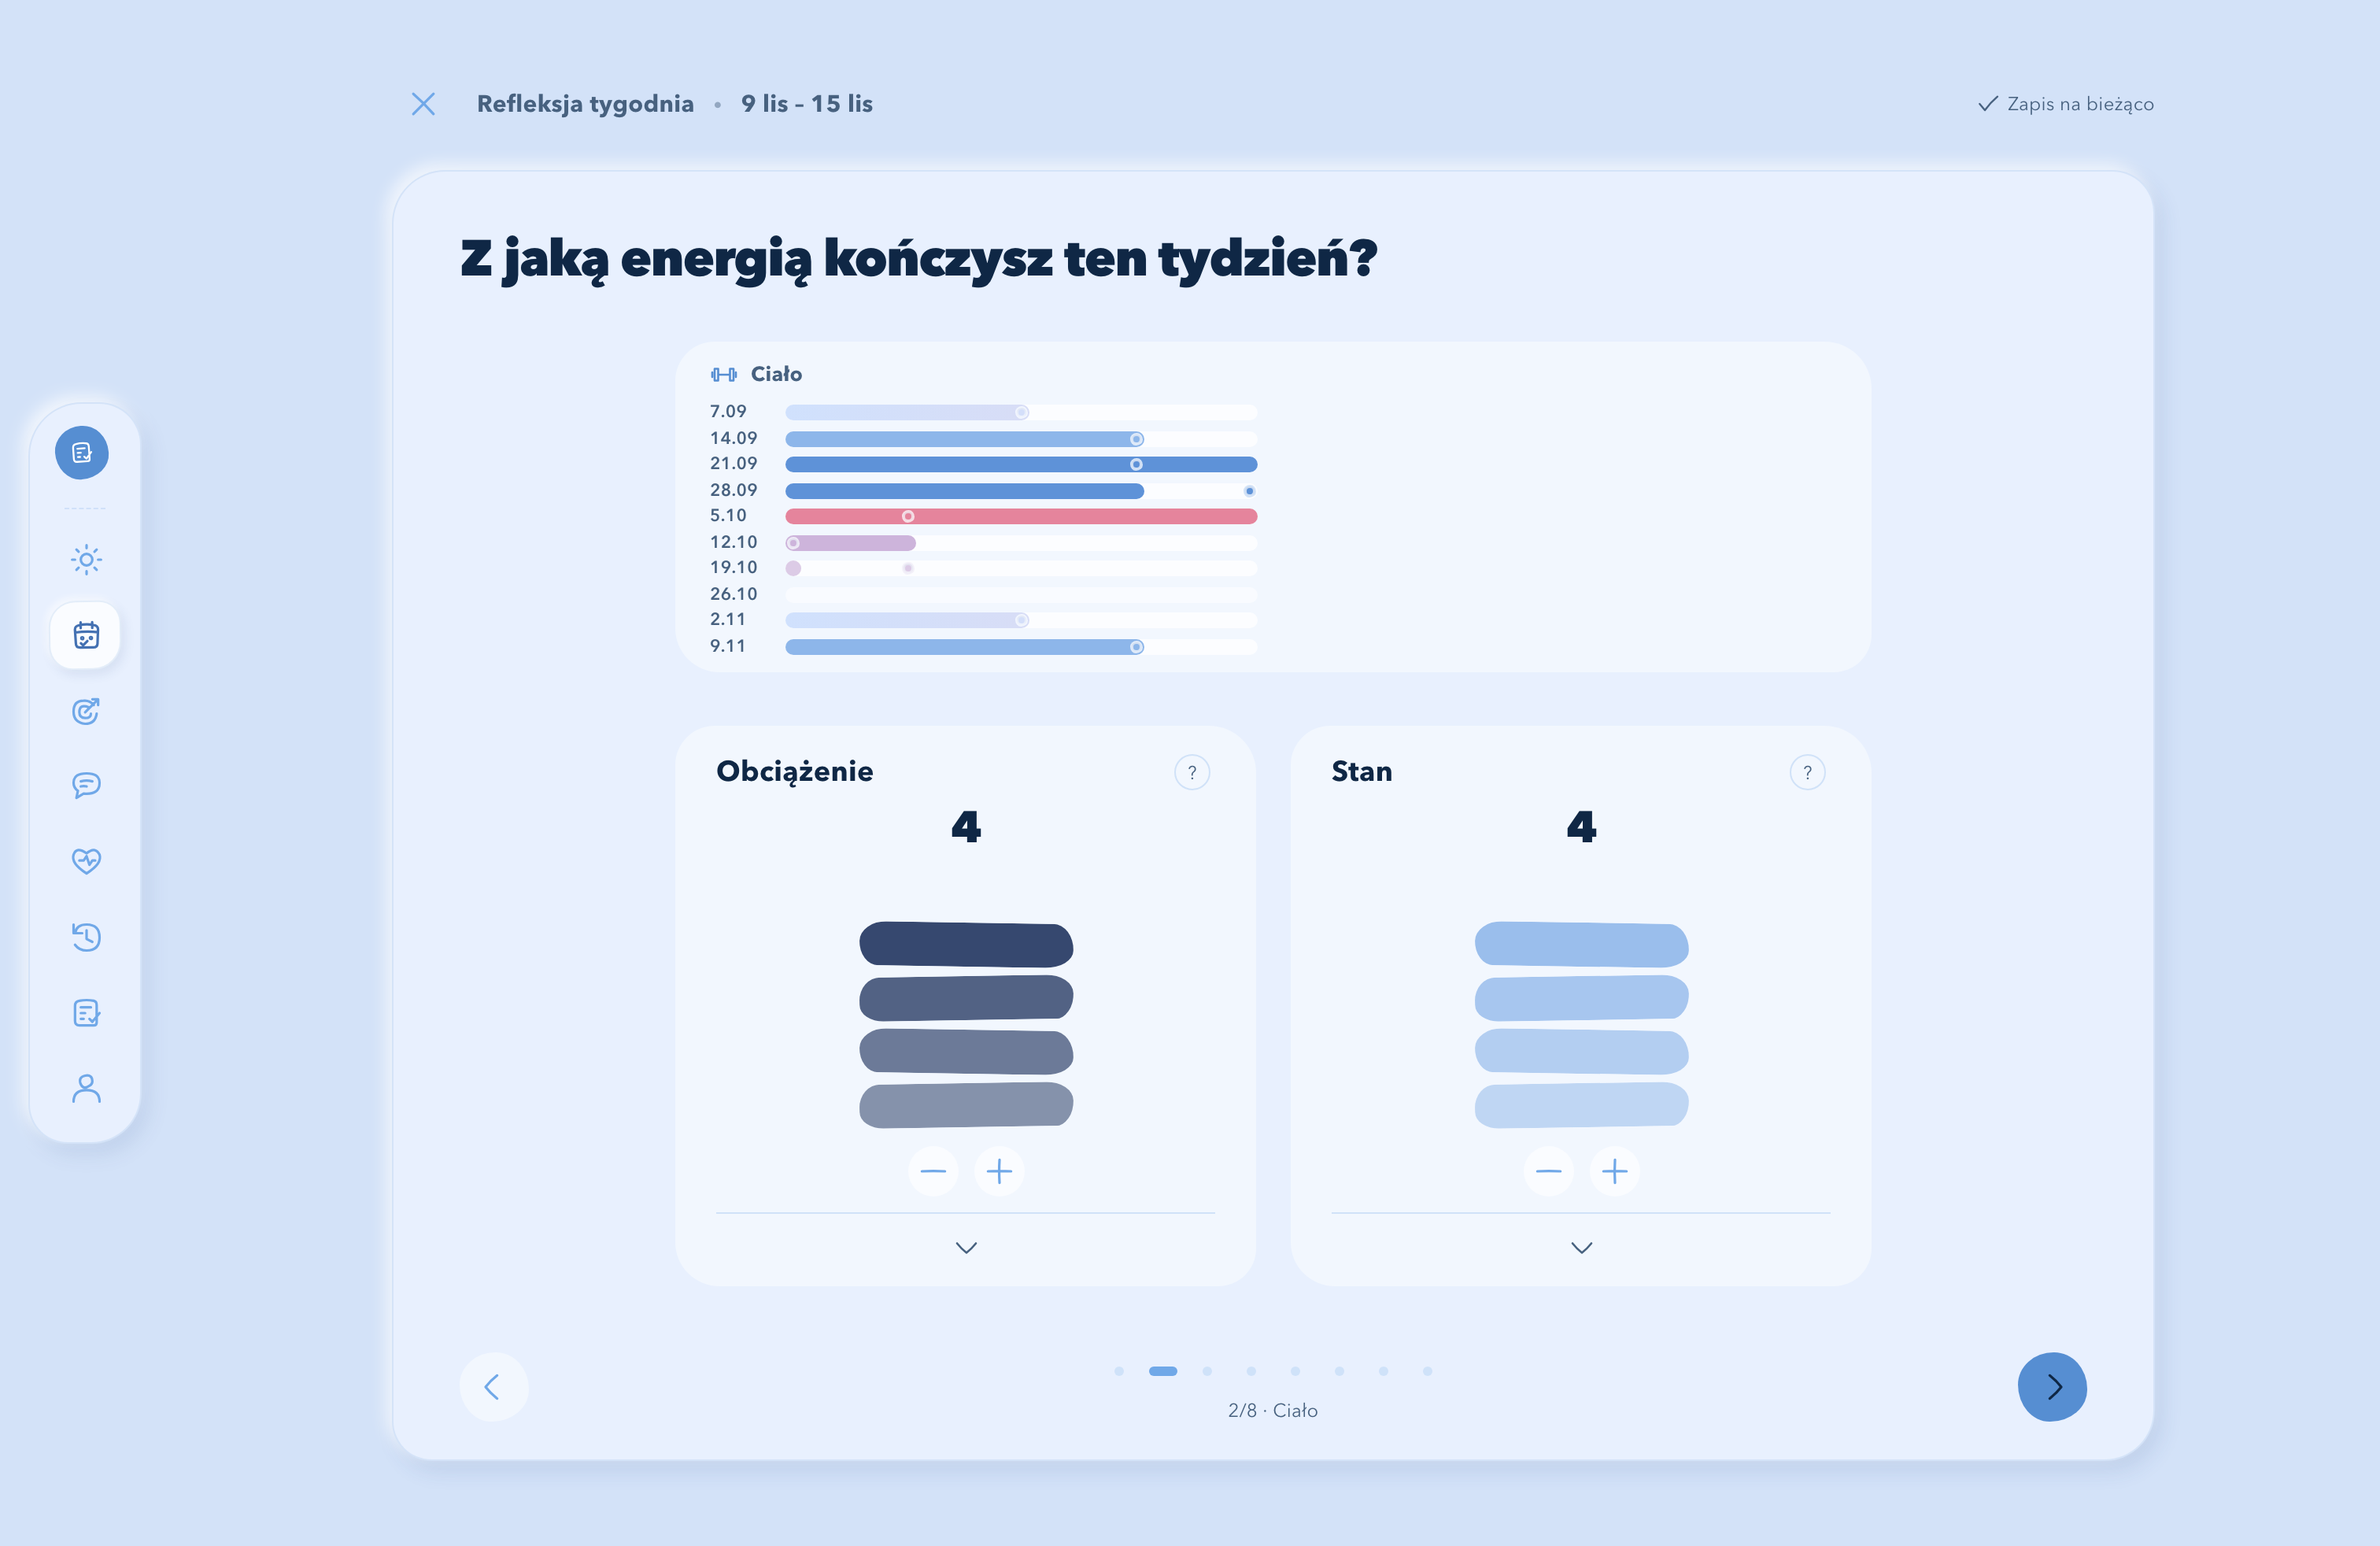 Refleksja tygodnia • 9 lis – 15 lis
Zapis na bieżąco
Z jaką energią kończysz ten tydzień?
Ciało
7.09
14.09
21.09
28.09
5.10
12.10
19.10
26.10
2.11
9.11
Obciążenie
?
4
Stan
?
4
2/8 · Ciało